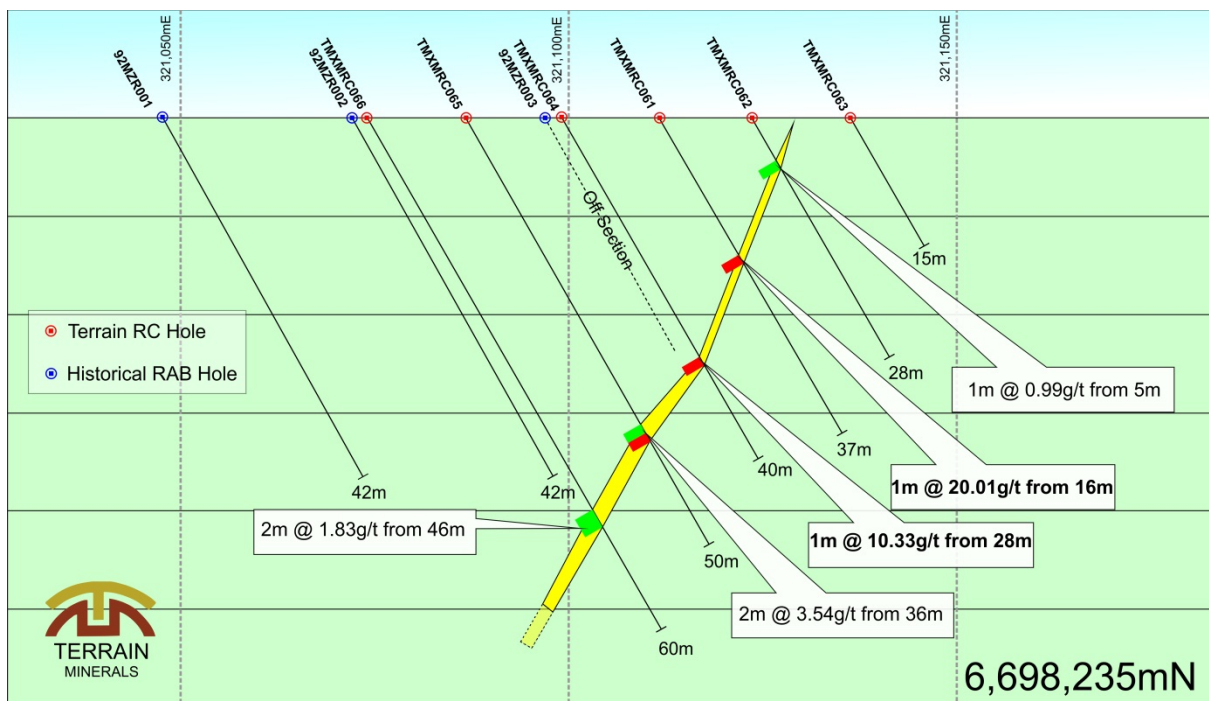 321,050mE
321,100mE
321,150mE
92MZR001
TMXMRC066
92MZR002
TMXMRC065
TMXMRC064
92MZR003
TMXMRC061
TMXMRC062
TMXMRC063
Off Section
15m
Terrain RC Hole
Historical RAB Hole
28m
1m @ 0.99g/t from 5m
37m
40m
42m
42m
1m @ 20.01g/t from 16m
2m @ 1.83g/t from 46m
1m @ 10.33g/t from 28m
50m
2m @ 3.54g/t from 36m
60m
TERRAIN
MINERALS
6,698,235mN